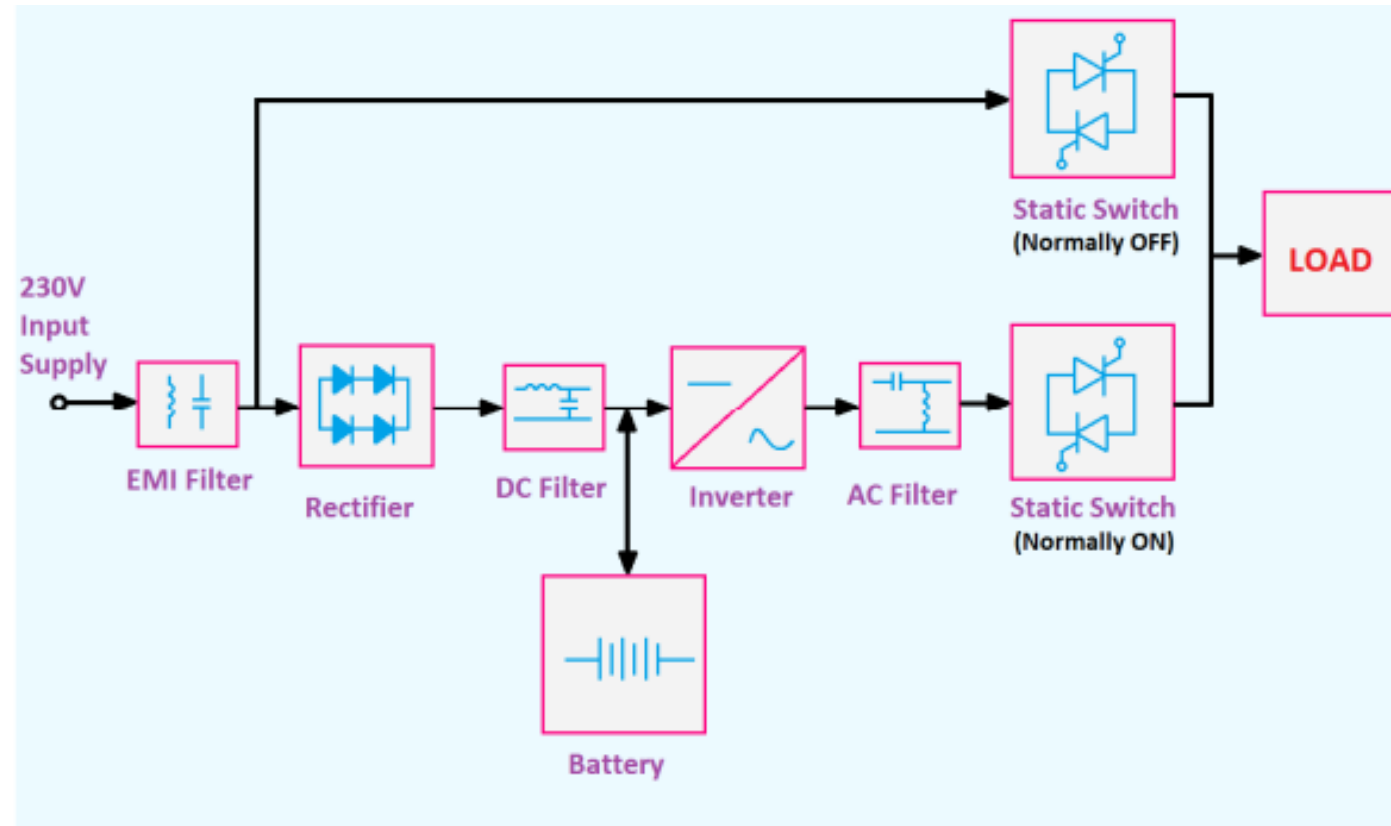 Static Switch
(Normally OFF)
LOAD
230V
Input
Supply
EMI Filter
Rectifier
DC Filter
Inverter
AC Filter
Static Switch
(Normally ON)
Battery